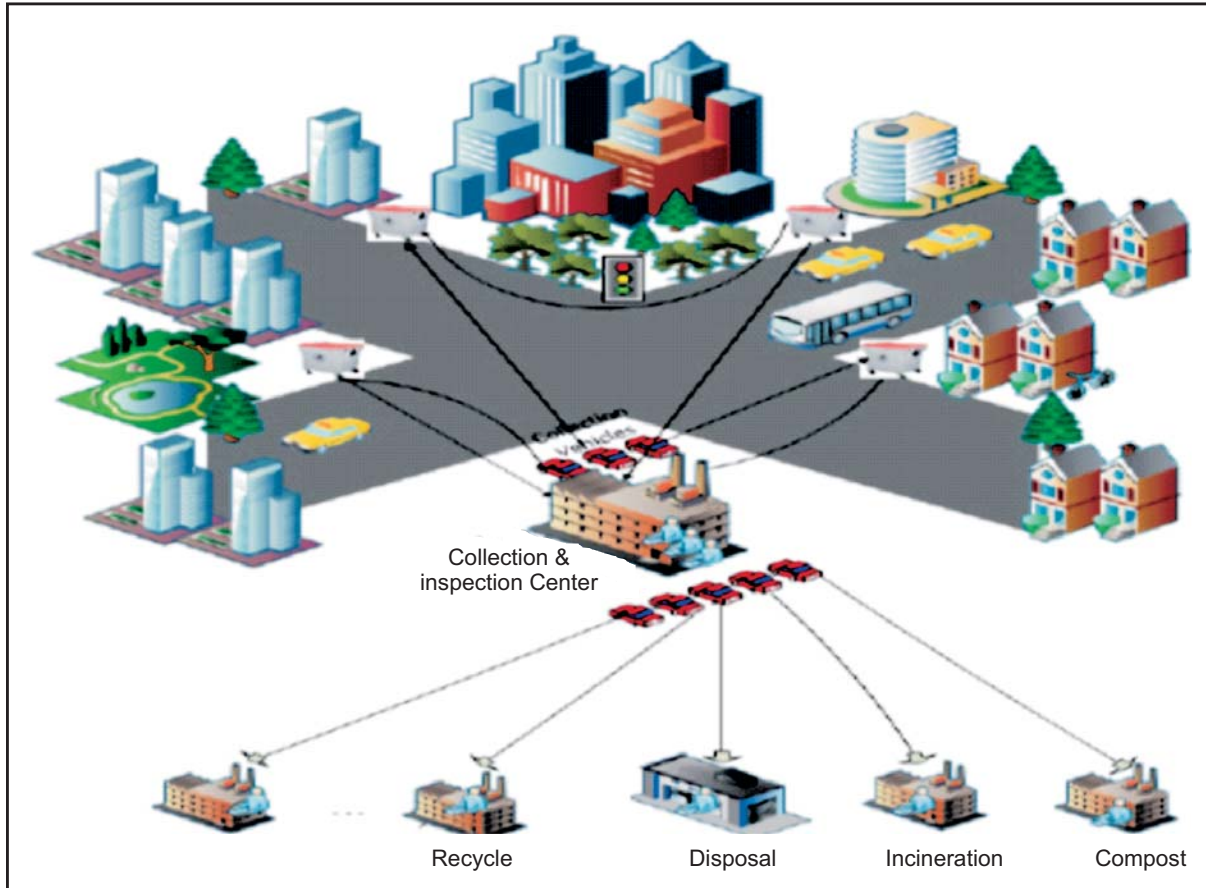 Collection
Vehicles
Collection &
inspection Center
Recycle
Disposal
Incineration
Compost